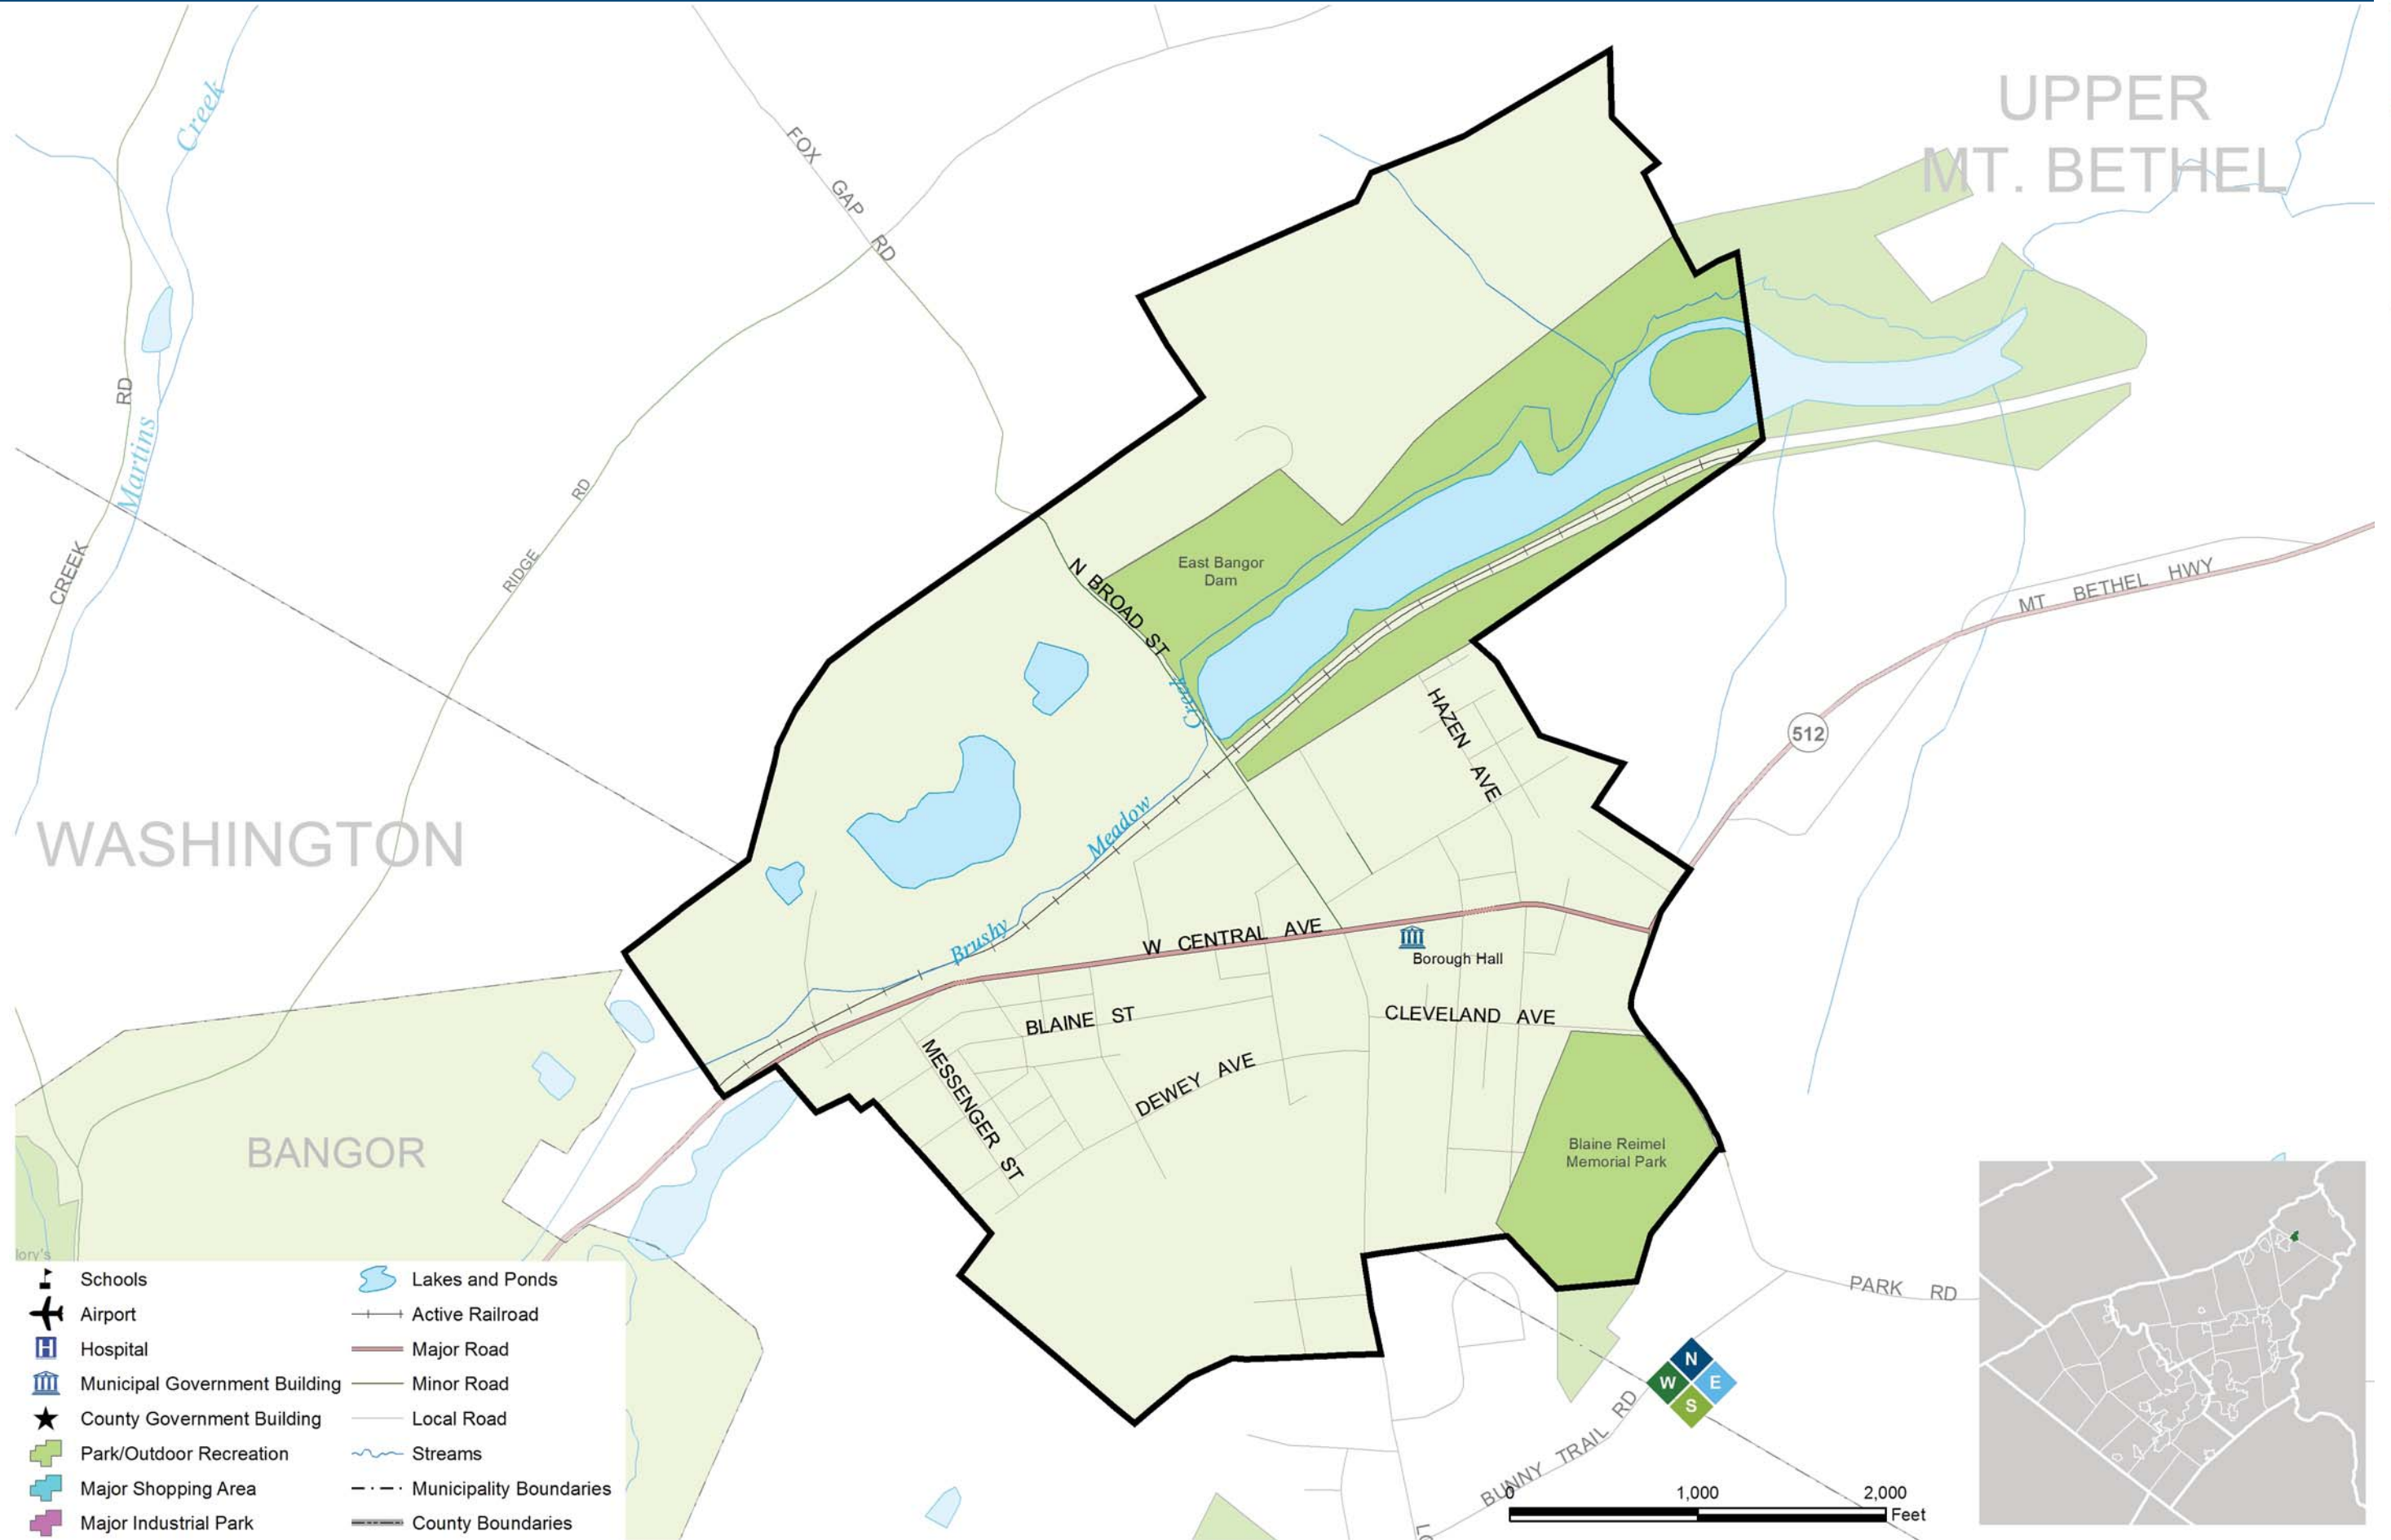 UPPER
MT. BETHEL
Creek
FOX GAP RD
RD
Martins
CREEK
RIDGE RD
East Bangor
Dam
N BROAD ST
Creek
MT BETHEL HWY
512
HAZEN AVE
WASHINGTON
Meadow
Brushy
W CENTRAL AVE
Borough Hall
BLAINE ST
CLEVELAND AVE
MESSENGER ST
DEWEY AVE
BANGOR
Blaine Reimel
Memorial Park
PARK RD
BUNNY TRAIL RD
N
W E
S
0 1,000 2,000
Feet
Schools
Airport
H Hospital
Municipal Government Building
County Government Building
Park/Outdoor Recreation
Major Shopping Area
Major Industrial Park
Lakes and Ponds
Active Railroad
Major Road
Minor Road
Local Road
Streams
Municipality Boundaries
County Boundaries